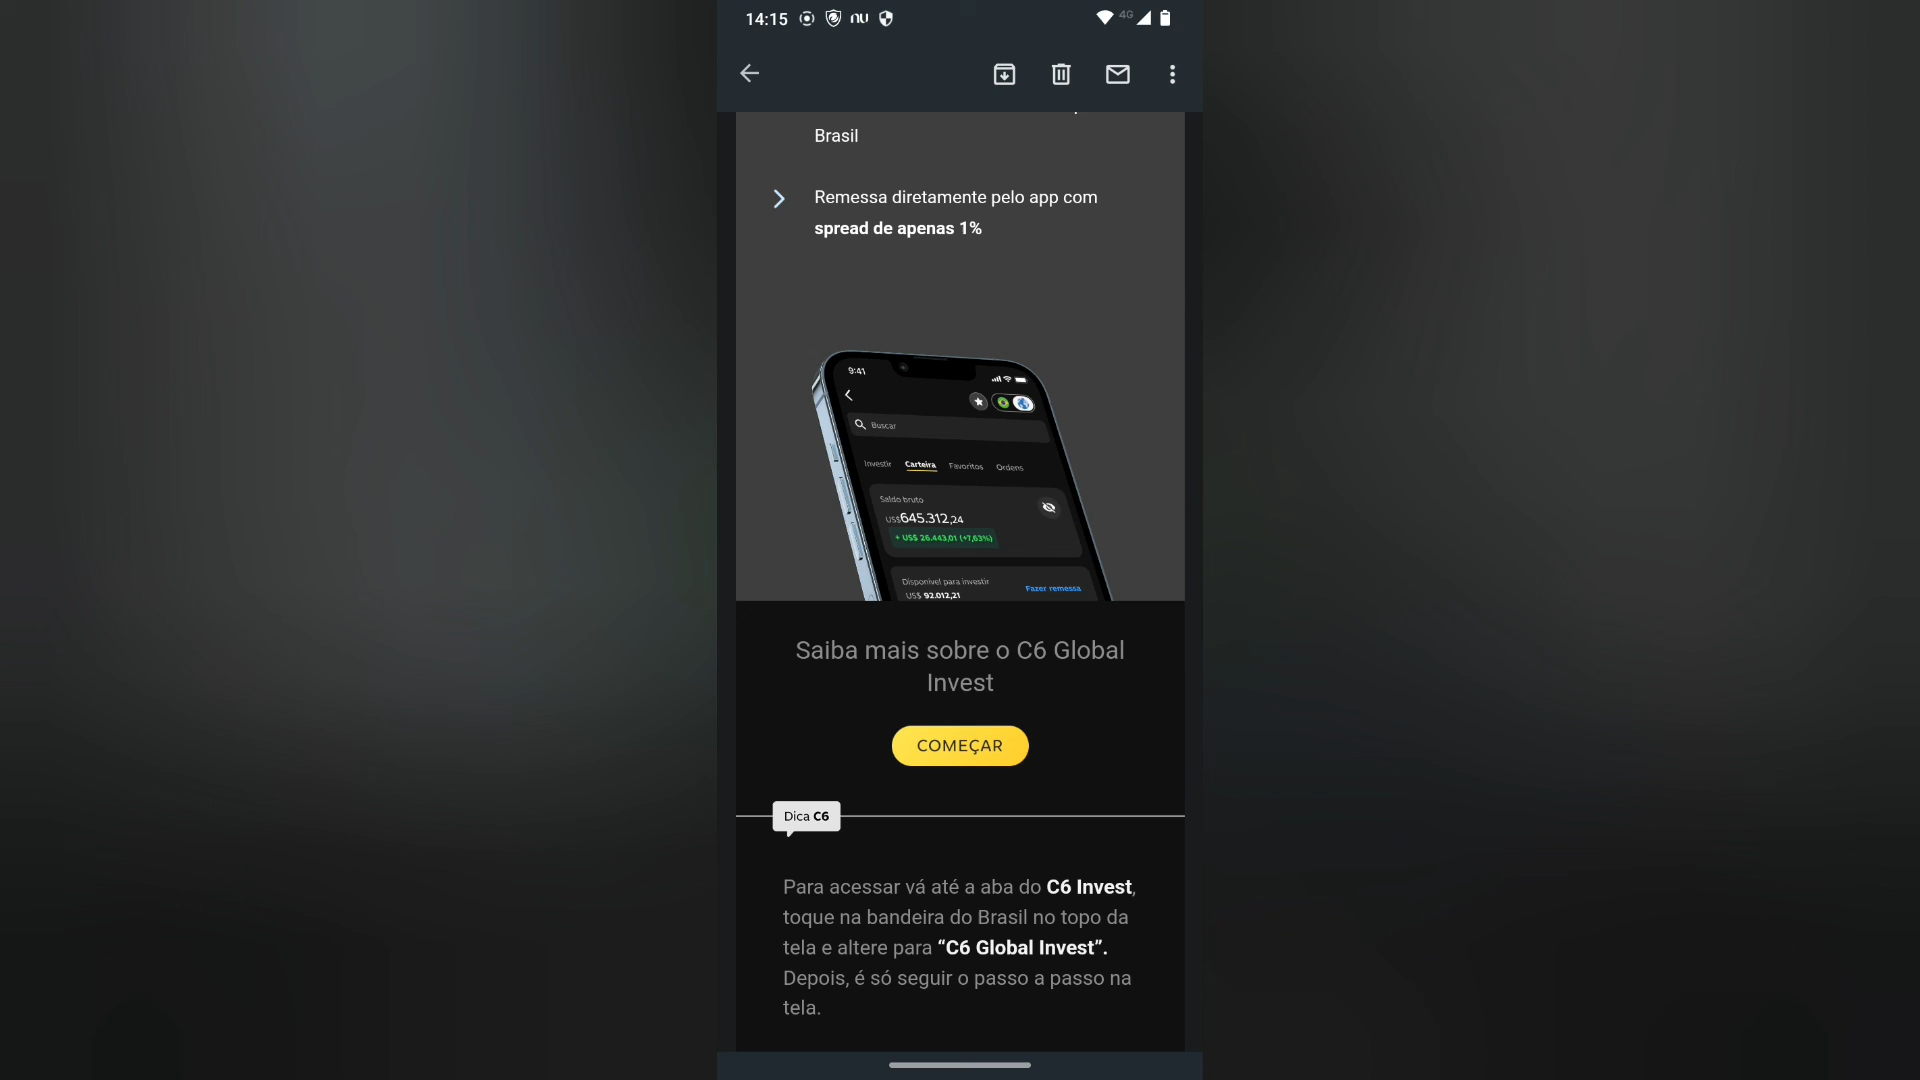 14:15 nu 4G
Brasil
Remessa diretamente pelo app com
spread de apenas 1%
9:41
Buscar
Investir Carteira Favoritos Ordens
Saldo bruto
US$645.312,24
+ US$ 26.443,01 (+7,63%)
Disponível para investir Fazer remessa
US$ 92.012,21
Saiba mais sobre o C6 Global
Invest
COMEÇAR
Dica C6
Para acessar vá até a aba do C6 Invest,
toque na bandeira do Brasil no topo da
tela e altere para “C6 Global Invest”.
Depois, é só seguir o passo a passo na
tela.